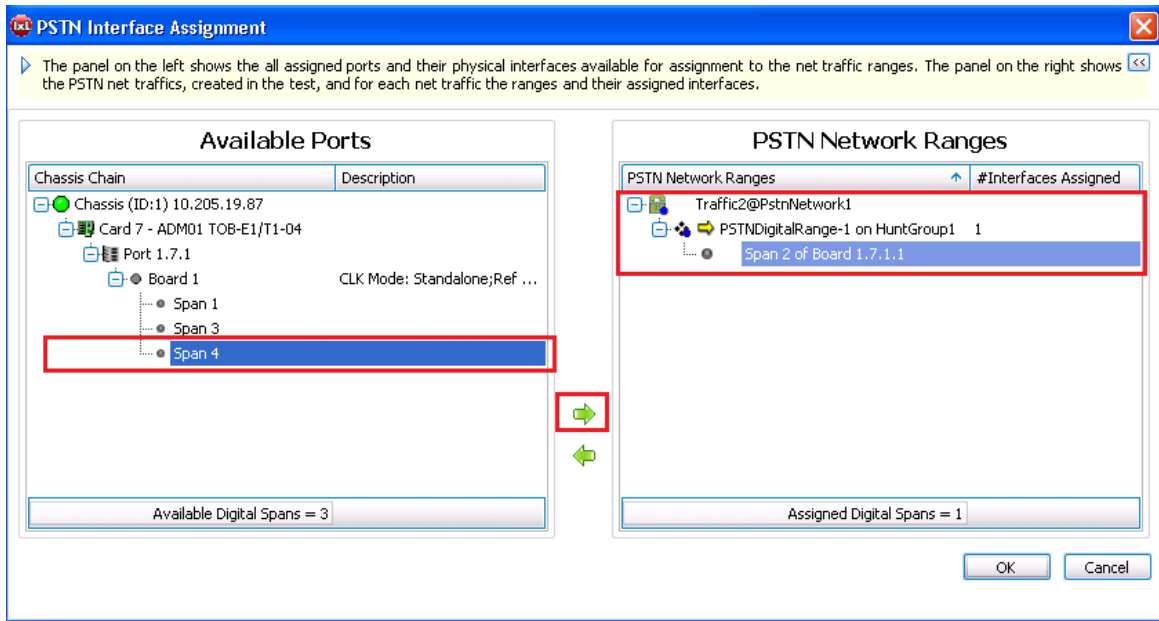 IxL PSTN Interface Assignment
The panel on the left shows the all assigned ports and their physical interfaces available for assignment to the net traffic ranges. The panel on the right shows
the PSTN net traffics, created in the test, and for each net traffic the ranges and their assigned interfaces.
Available Ports
Chassis Chain Description
Chassis (ID:1) 10.205.19.87
Card 7 - ADM01 TOB-E1/T1-04
Port 1.7.1
Board 1 CLK Mode: Standalone;Ref ...
Span 1
Span 3
Span 4
Available Digital Spans = 3
PSTN Network Ranges
PSTN Network Ranges #Interfaces Assigned
Traffic2@PstnNetwork1
PSTNDigitalRange-1 on HuntGroup1 1
Span 2 of Board 1.7.1.1
Assigned Digital Spans = 1
OK Cancel